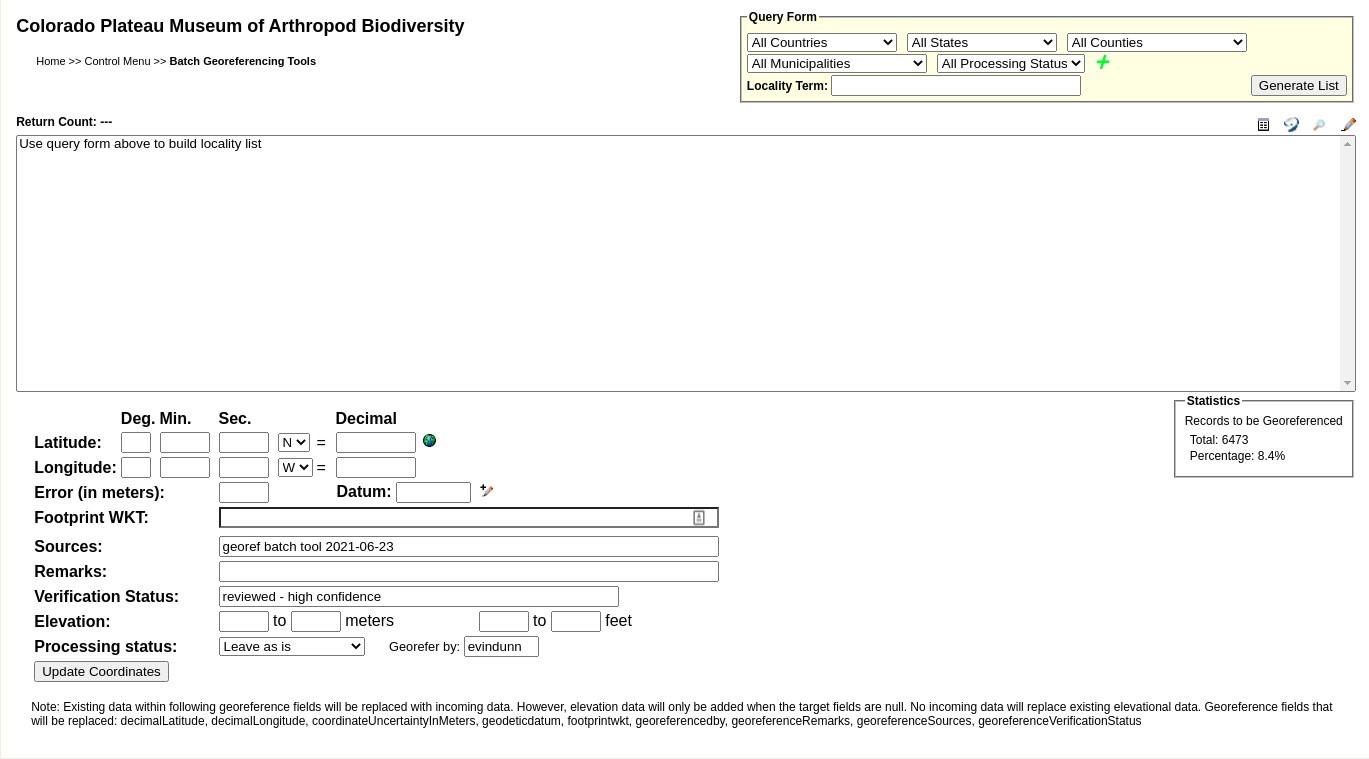 Colorado Plateau Museum of Arthropod Biodiversity
Home >> Control Menu >> Batch Georeferencing Tools
Query Form
All Countries All States All Counties
All Municipalities All Processing Status
Locality Term: Generate List
Return Count: ---
Use query form above to build locality list
Deg. Min. Sec. Decimal
Latitude: N =
Longitude: W =
Error (in meters): Datum:
Footprint WKT:
Sources: georef batch tool 2021-06-23
Remarks:
Verification Status: reviewed - high confidence
Elevation: to meters to feet
Processing status: Leave as is Georefer by: evindunn
Update Coordinates
Statistics
Records to be Georeferenced
Total: 6473
Percentage: 8.4%
Note: Existing data within following georeference fields will be replaced with incoming data. However, elevation data will only be added when the target fields are null. No incoming data will replace existing elevational data. Georeference fields that
will be replaced: decimalLatitude, decimalLongitude, coordinateUncertaintyInMeters, geodeticdatum, footprintwkt, georeferencedby, georeferenceRemarks, georeferenceSources, georeferenceVerificationStatus